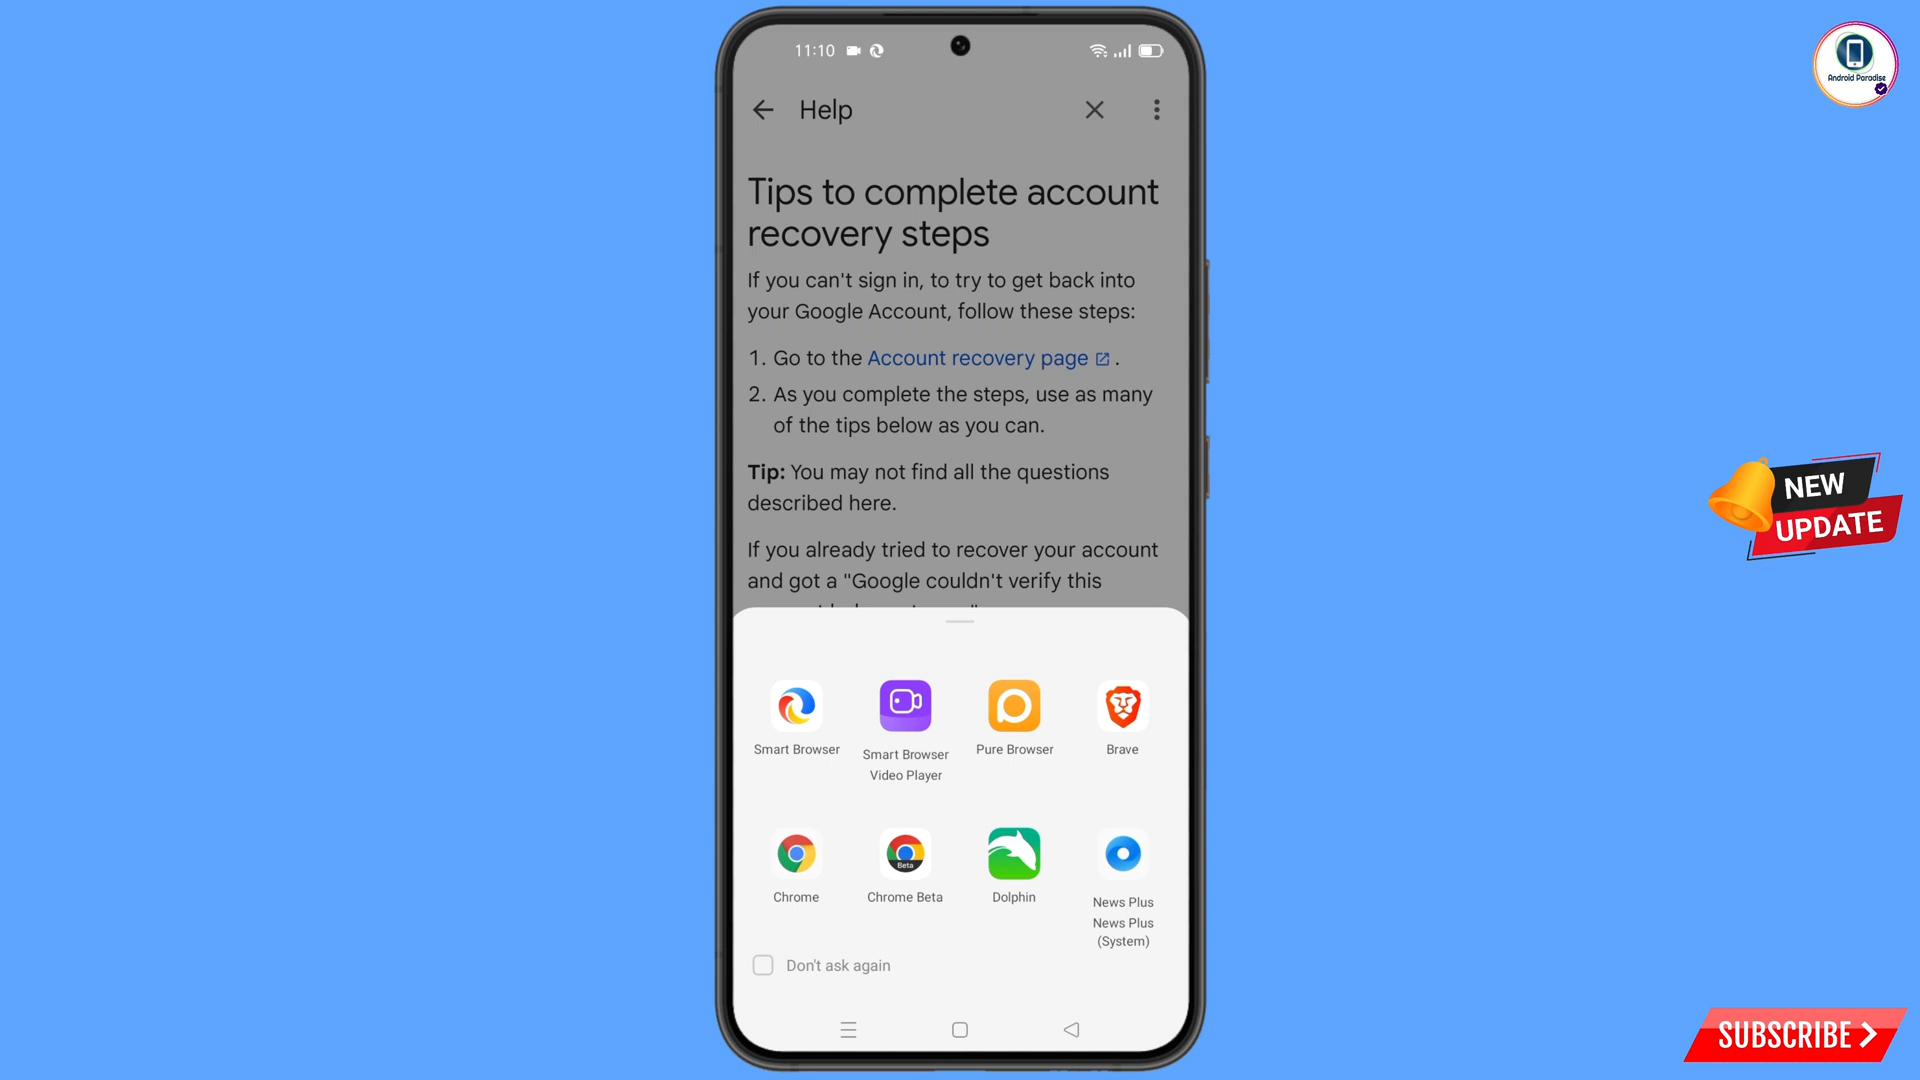 11:10
Android Paradise
Help
Tips to complete account
recovery steps
If you can't sign in, to try to get back into
your Google Account, follow these steps:
1. Go to the Account recovery page .
2. As you complete the steps, use as many
of the tips below as you can.
Tip: You may not find all the questions
described here.
If you already tried to recover your account
and got a "Google couldn't verify this
NEW
UPDATE
Smart Browser
Smart Browser
Video Player
Pure Browser
Brave
Beta
Chrome
Chrome Beta
Dolphin
News Plus
News Plus
(System)
Don't ask again
SUBSCRIBE